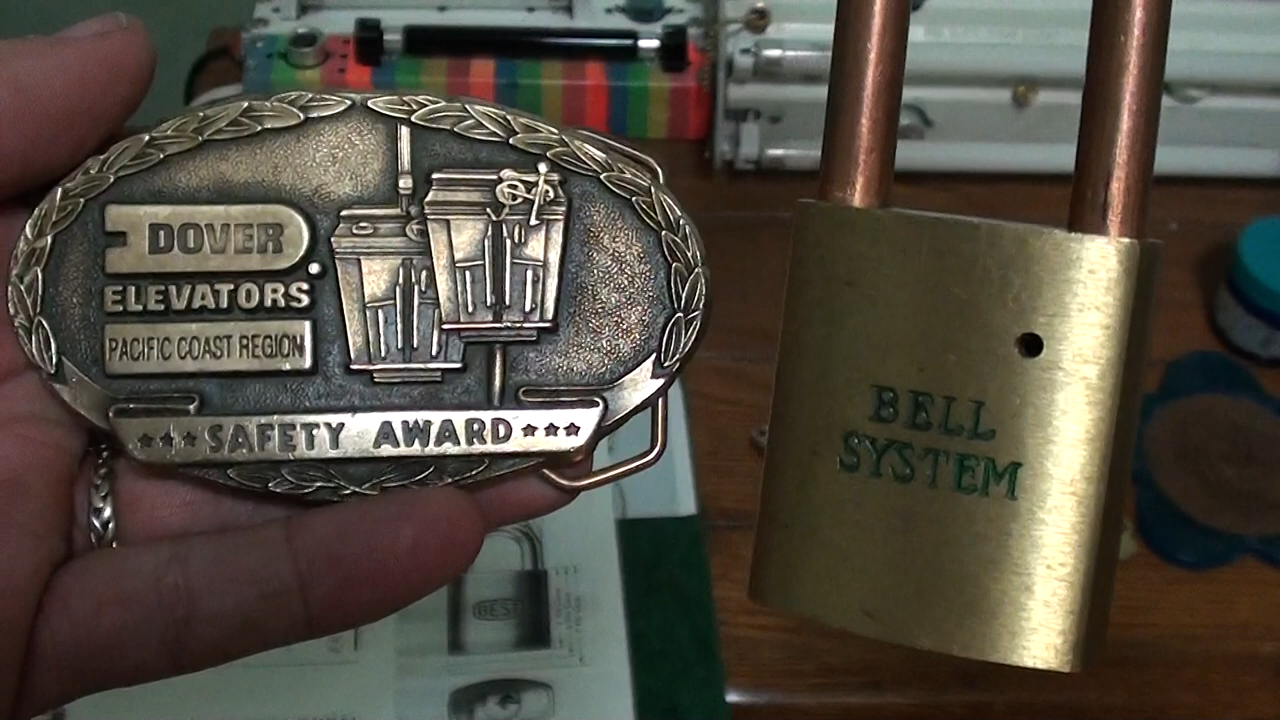 DOVER
ELEVATORS
PACIFIC COAST REGION
SAFETY AWARD
BELL
SYSTEM
BEST